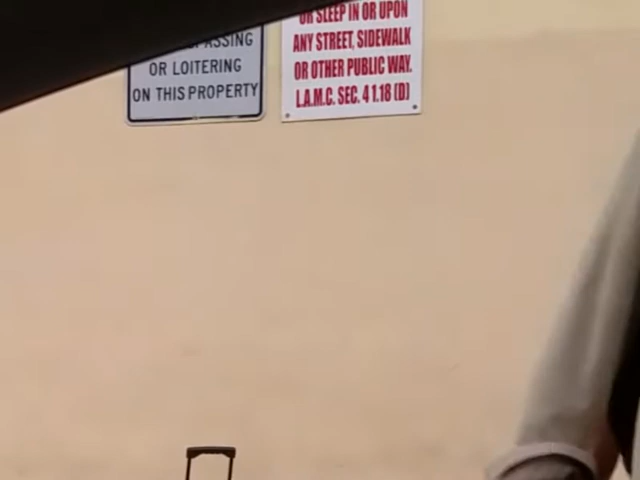 PASSING
OR LOITERING
ON THIS PROPERTY
OR SLEEP IN OR UPON
ANY STREET, SIDEWALK
OR OTHER PUBLIC WAY.
L.A.M.C. SEC. 41.18 (D)